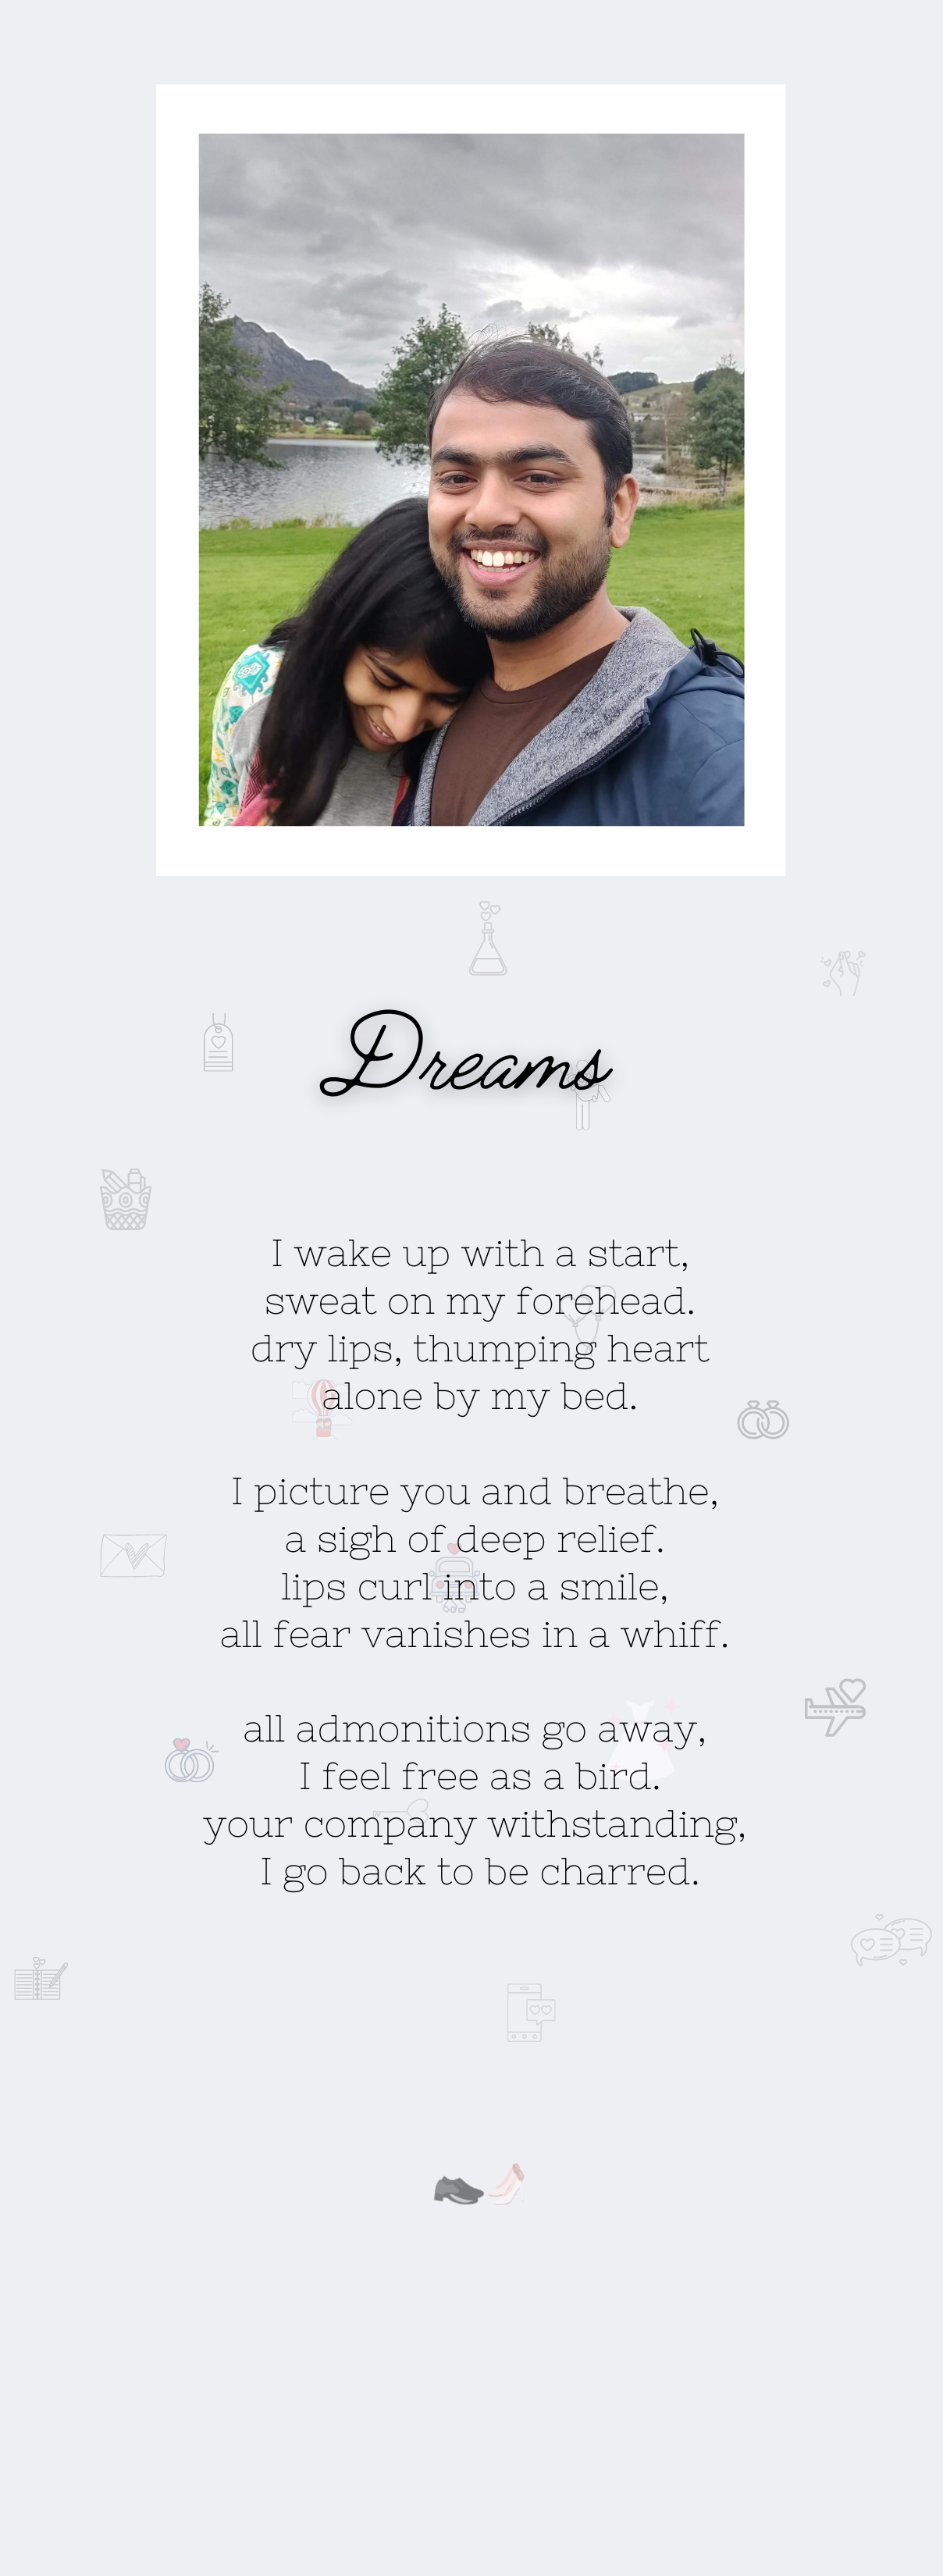 Dreams
I wake up with a start,
sweat on my forehead.
dry lips, thumping heart
alone by my bed.
I picture you and breathe,
a sigh of deep relief.
lips curl into a smile,
all fear vanishes in a whiff.
all admonitions go away,
I feel free as a bird.
your company withstanding,
I go back to be charred.